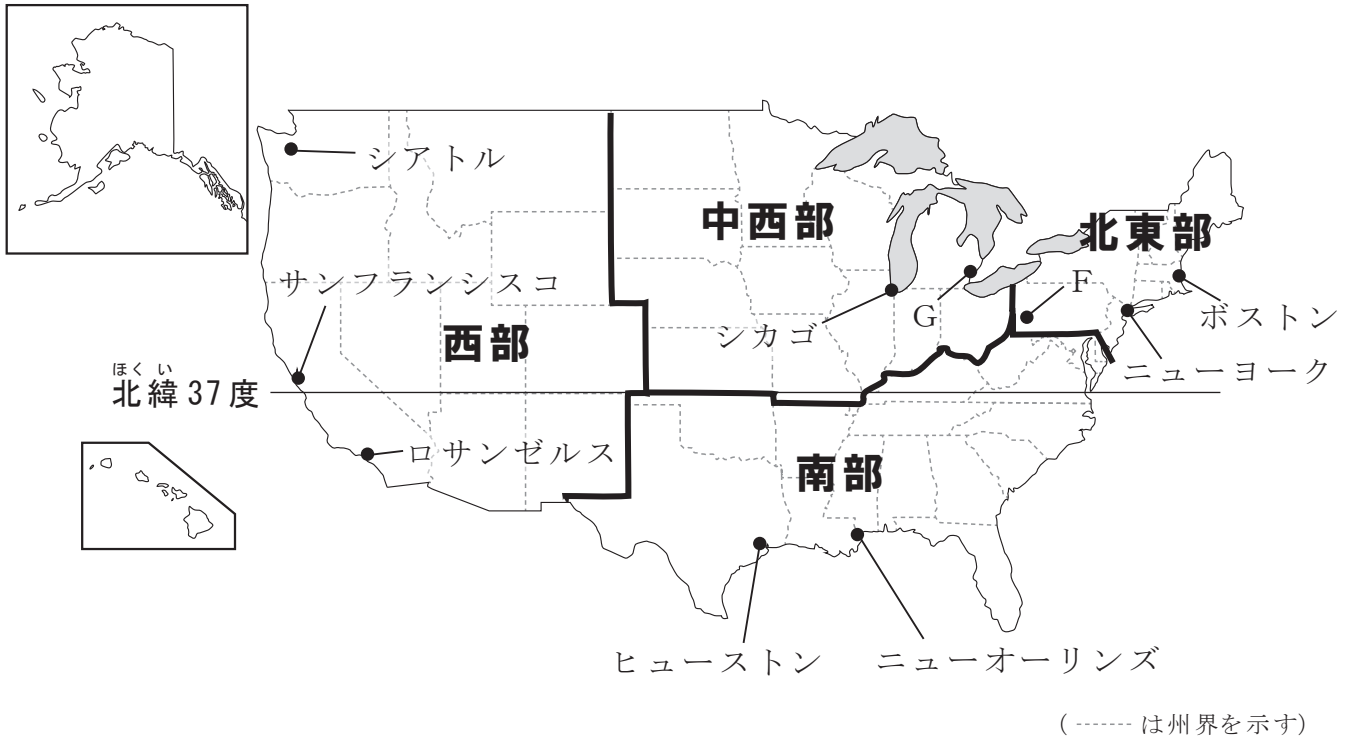 シアトル
中西部
北東部
サンフランシスコ
F
G
ボストン
シカゴ
西部
ニューヨーク
ほくい
北緯37度
ロサンゼルス
南部
ヒューストン
ニューオーリンズ
( ------- は州界を示す)